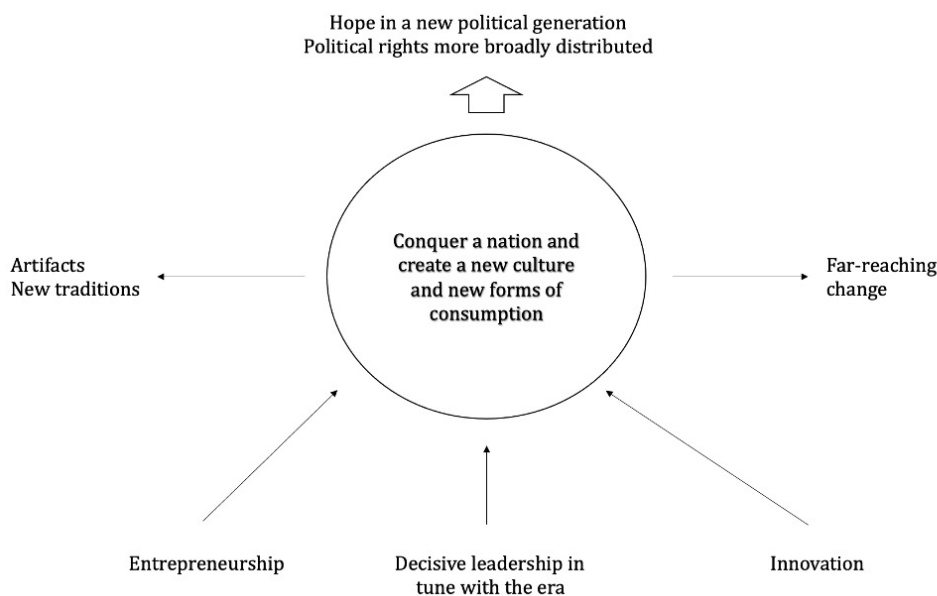 Hope in a new political generation
Political rights more broadly distributed
Conquer a nation and
create a new culture
and new forms of
consumption
Artifacts
New traditions
Far-reaching
change
Entrepreneurship
Decisive leadership in
tune with the era
Innovation